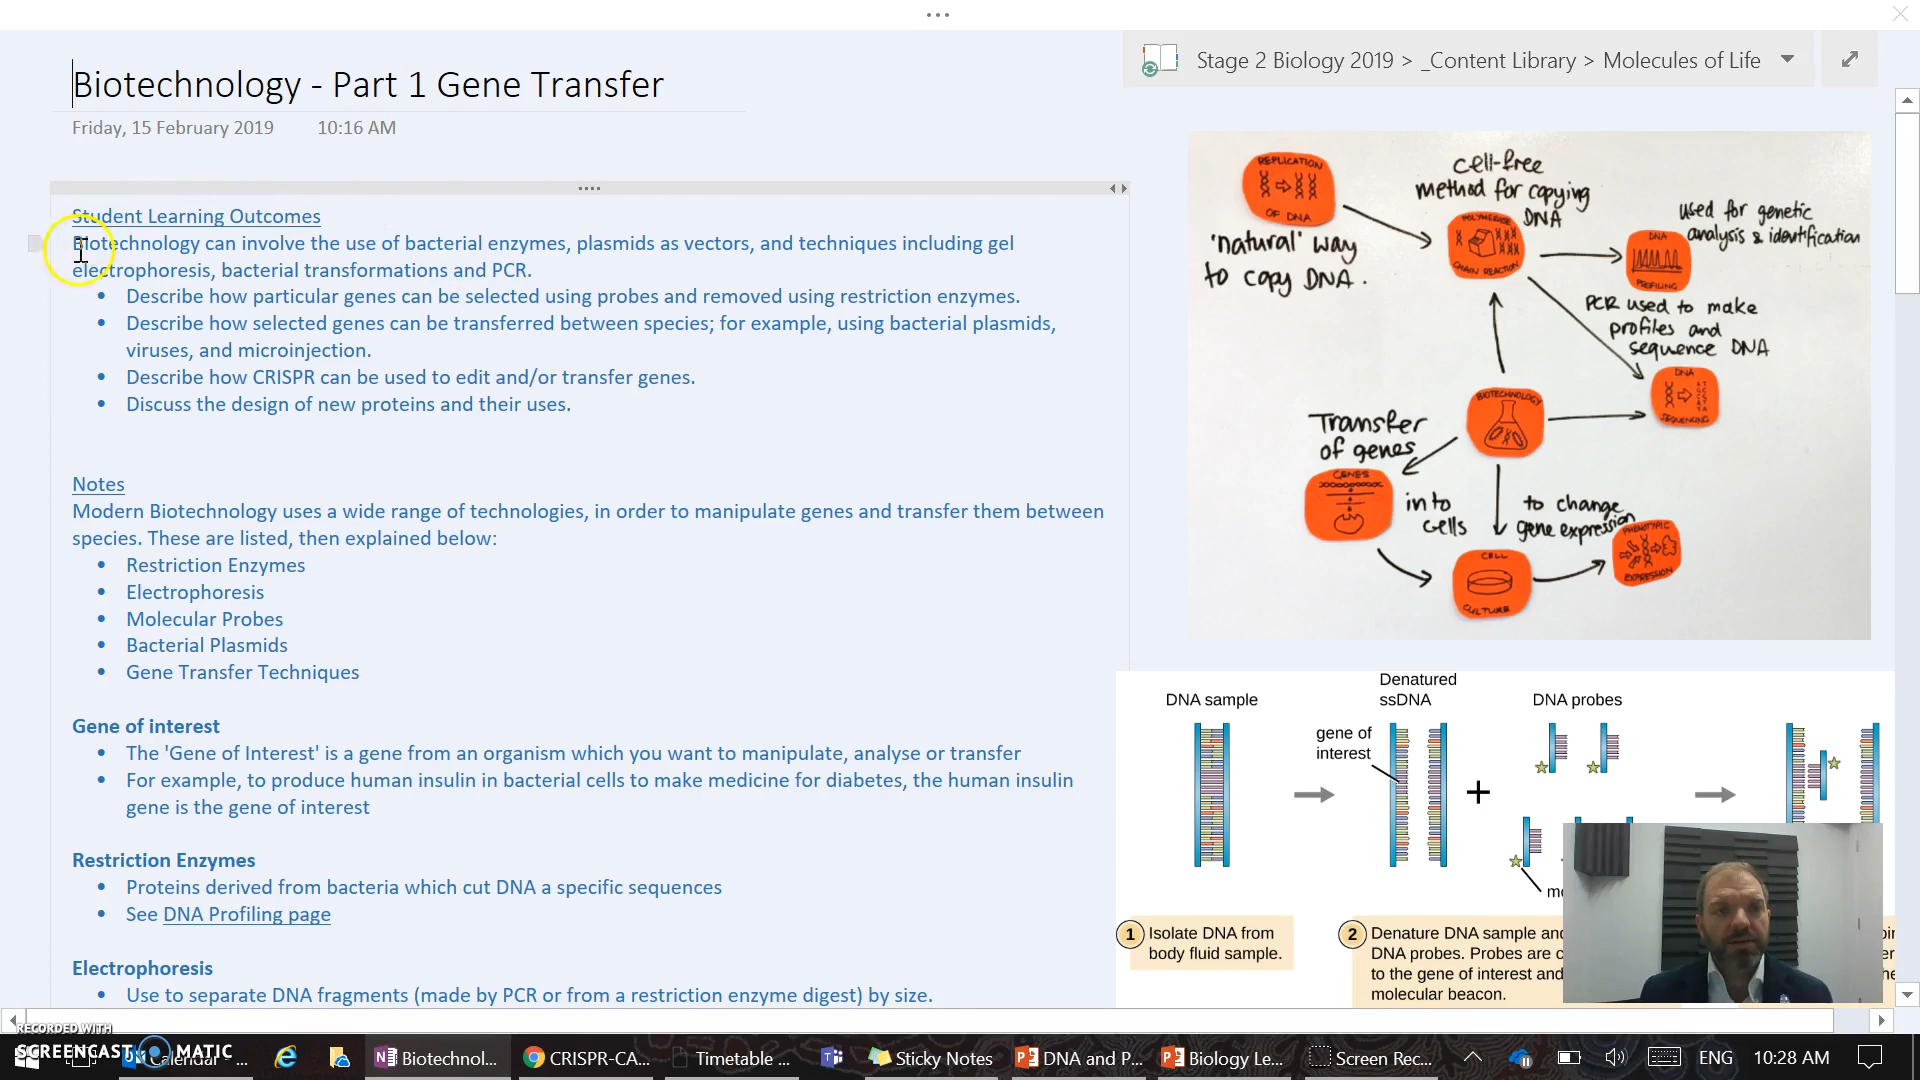 Biotechnology - Part 1 Gene Transfer
Friday, 15 February 2019 10:16 AM
Stage 2 Biology 2019 > _Content Library > Molecules of Life
Student Learning Outcomes
Biotechnology can involve the use of bacterial enzymes, plasmids as vectors, and techniques including gel
electrophoresis, bacterial transformations and PCR.
• Describe how particular genes can be selected using probes and removed using restriction enzymes.
• Describe how selected genes can be transferred between species; for example, using bacterial plasmids,
viruses, and microinjection.
• Describe how CRISPR can be used to edit and/or transfer genes.
• Discuss the design of new proteins and their uses.
Notes
Modern Biotechnology uses a wide range of technologies, in order to manipulate genes and transfer them between
species. These are listed, then explained below:
• Restriction Enzymes
• Electrophoresis
• Molecular Probes
• Bacterial Plasmids
• Gene Transfer Techniques
Gene of interest
• The 'Gene of Interest' is a gene from an organism which you want to manipulate, analyse or transfer
• For example, to produce human insulin in bacterial cells to make medicine for diabetes, the human insulin
gene is the gene of interest
Restriction Enzymes
• Proteins derived from bacteria which cut DNA a specific sequences
• See DNA Profiling page
Electrophoresis
• Use to separate DNA fragments (made by PCR or from a restriction enzyme digest) by size.
REPLICATION
OF DNA
'natural' way
to copy DNA.
cell-free
method for copying
DNA
POLYMERASE
CHAIN REACTION
used for genetic
analysis & identification
DNA
PROFILING
PCR used to make
profiles and
sequence DNA
DNA
SEQUENCING
BIOTECHNOLOGY
Transfer
of genes
GENES
into
cells
to change
gene expression
CELL
CULTURE
PHENOTYPIC
EXPRESSION
DNA sample
Denatured
ssDNA
DNA probes
gene of
interest
1 Isolate DNA from
body fluid sample.
2 Denature DNA sample and
DNA probes. Probes are c
to the gene of interest and
molecular beacon.
RECORDED WITH
SCREENCAST MATIC
Calendar - ...
Biotechnol...
CRISPR-CA...
Timetable ...
Sticky Notes
DNA and P...
Biology Le...
Screen Rec...
ENG
10:28 AM